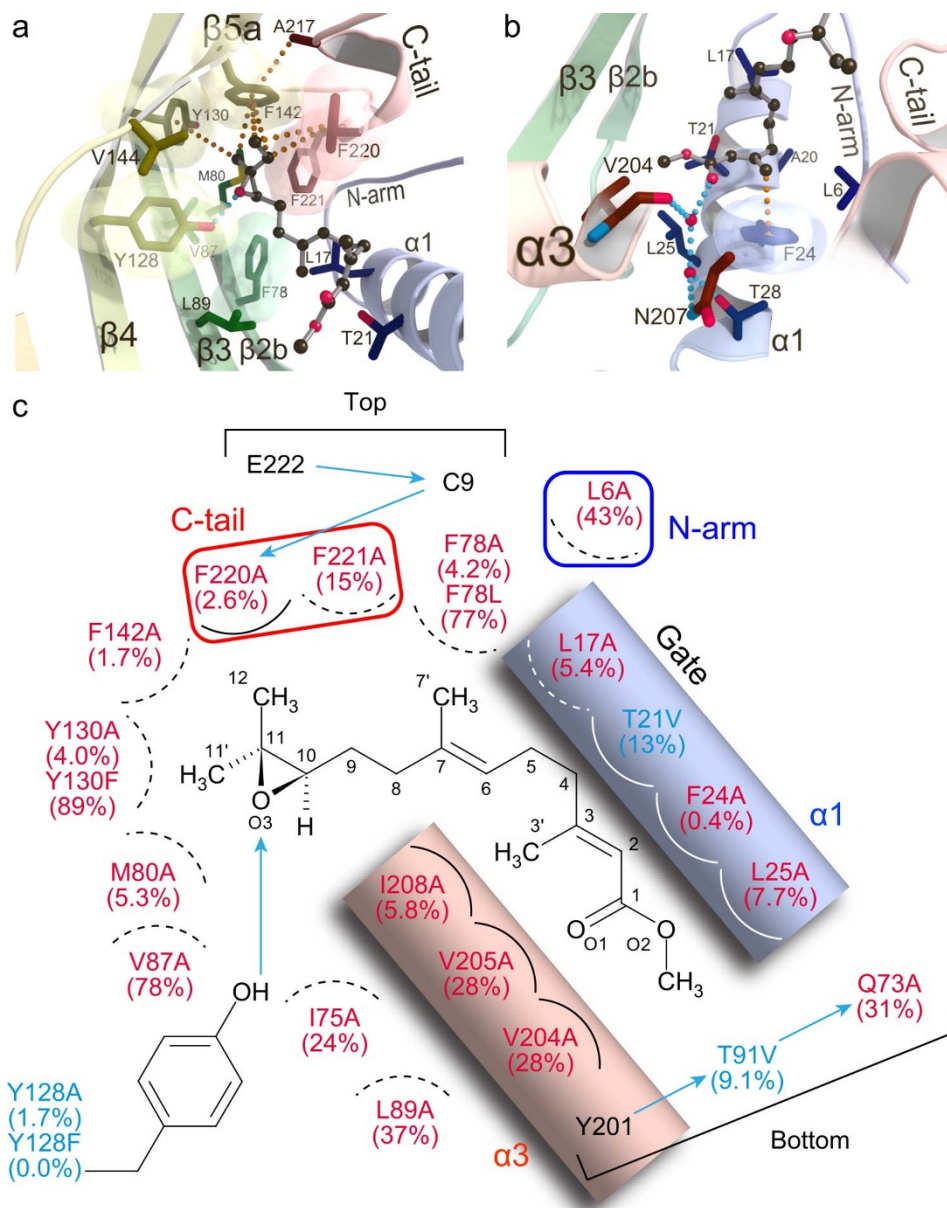 a
β5a
A217
C-tail
Y130
F142
V144
M80
F220
F221
N-arm
Y128
V87
L17
α1
L89
F78
β4
β3 β2b
T21
b
β3 β2b
L17
N-arm
C-tail
T21
V204
A20
L6
α3
L25
F24
N207
T28
α1
c
Top
E222
C9
L6A
(43%)
N-arm
C-tail
F220A
(2.6%)
F221A
(15%)
F78A
(4.2%)
F78L
(77%)
Gate
F142A
(1.7%)
L17A
(5.4%)
T21V
(13%)
F24A
(0.4%)
L25A
(7.7%)
α1
Y130A
(4.0%)
Y130F
(89%)
12
CH3
7'
H3C
11'
H3C
11
10
9
8
7
6
5
4
3
3'
H3C
2
1
O
O3
H
O
O1
O
O2
CH3
M80A
(5.3%)
V87A
(78%)
I208A
(5.8%)
V205A
(28%)
V204A
(28%)
OH
I75A
(24%)
L89A
(37%)
Y128A
(1.7%)
Y128F
(0.0%)
Y201
T91V
(9.1%)
Q73A
(31%)
α3
Bottom